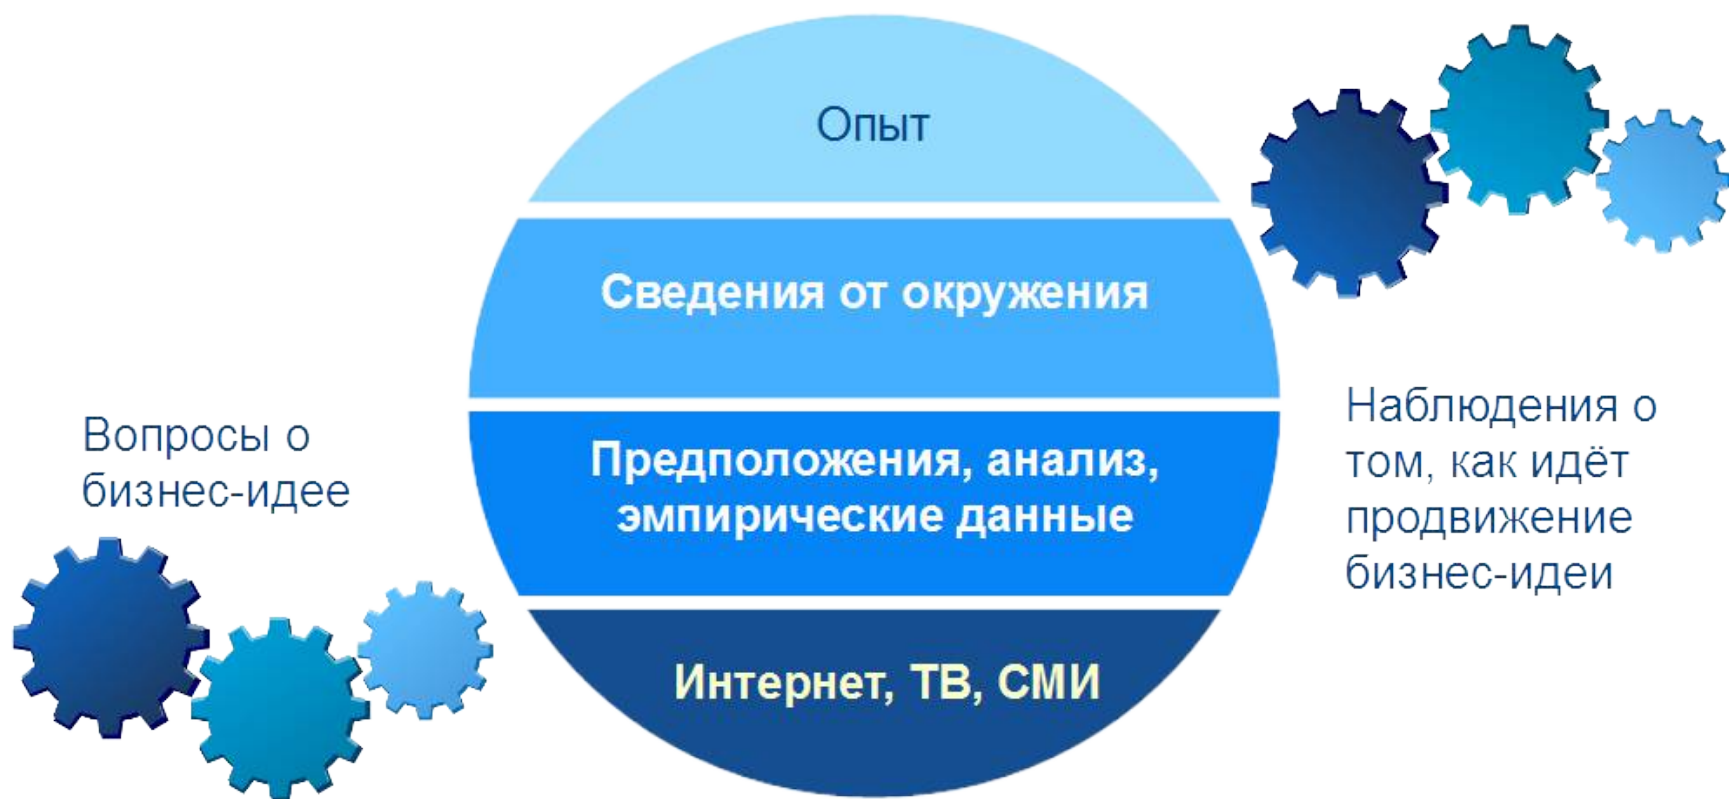 Опыт
Сведения от окружения
Предположения, анализ,
эмпирические данные
Интернет, ТВ, СМИ
Вопросы о
бизнес-идее
Наблюдения о
том, как идёт
продвижение
бизнес-идеи